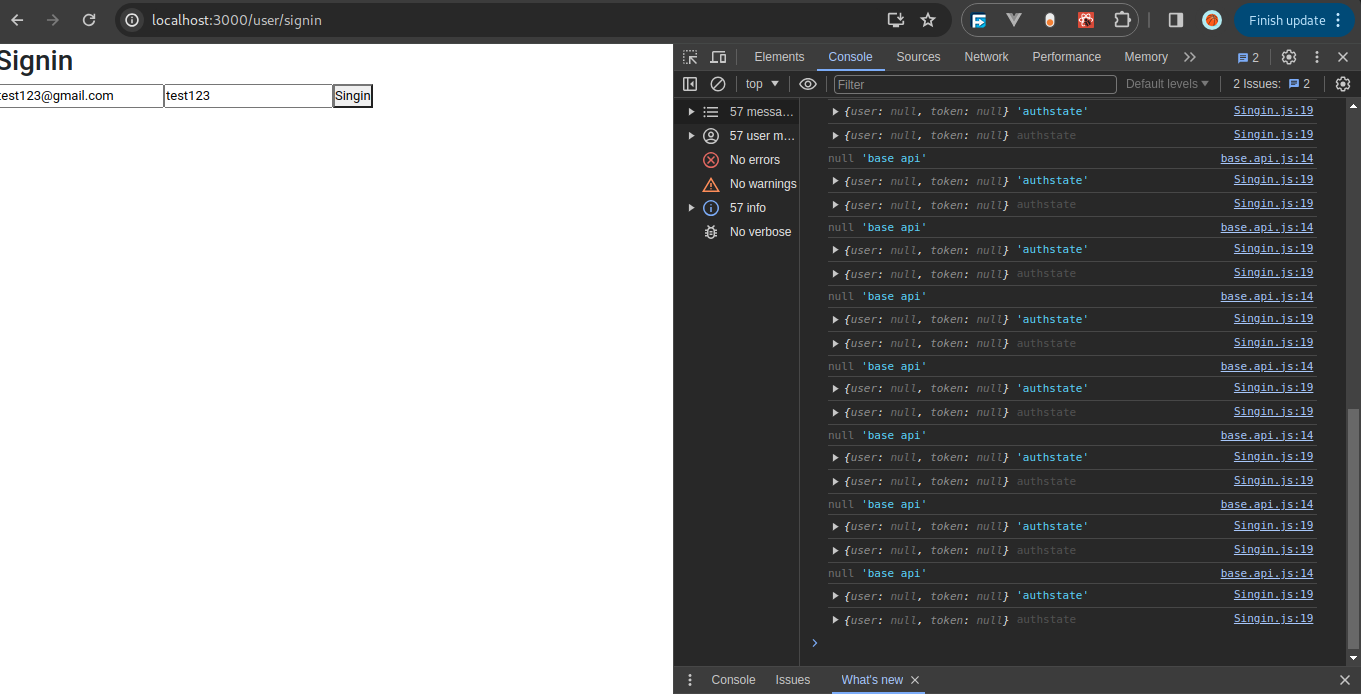 localhost:3000/user/signin
Finish update
Signin
test123@gmail.com test123 Singin
Elements Console Sources Network Performance Memory 2
top Filter Default levels 2 Issues: 2
57 messa…
57 user m…
No errors
No warnings
57 info
No verbose
{user: null, token: null} 'authstate' Singin.js:19
{user: null, token: null} authstate Singin.js:19
null 'base api' base.api.js:14
{user: null, token: null} 'authstate' Singin.js:19
{user: null, token: null} authstate Singin.js:19
null 'base api' base.api.js:14
{user: null, token: null} 'authstate' Singin.js:19
{user: null, token: null} authstate Singin.js:19
null 'base api' base.api.js:14
{user: null, token: null} 'authstate' Singin.js:19
{user: null, token: null} authstate Singin.js:19
null 'base api' base.api.js:14
{user: null, token: null} 'authstate' Singin.js:19
{user: null, token: null} authstate Singin.js:19
null 'base api' base.api.js:14
{user: null, token: null} 'authstate' Singin.js:19
{user: null, token: null} authstate Singin.js:19
null 'base api' base.api.js:14
{user: null, token: null} 'authstate' Singin.js:19
{user: null, token: null} authstate Singin.js:19
null 'base api' base.api.js:14
{user: null, token: null} 'authstate' Singin.js:19
{user: null, token: null} authstate Singin.js:19
Console Issues What's new